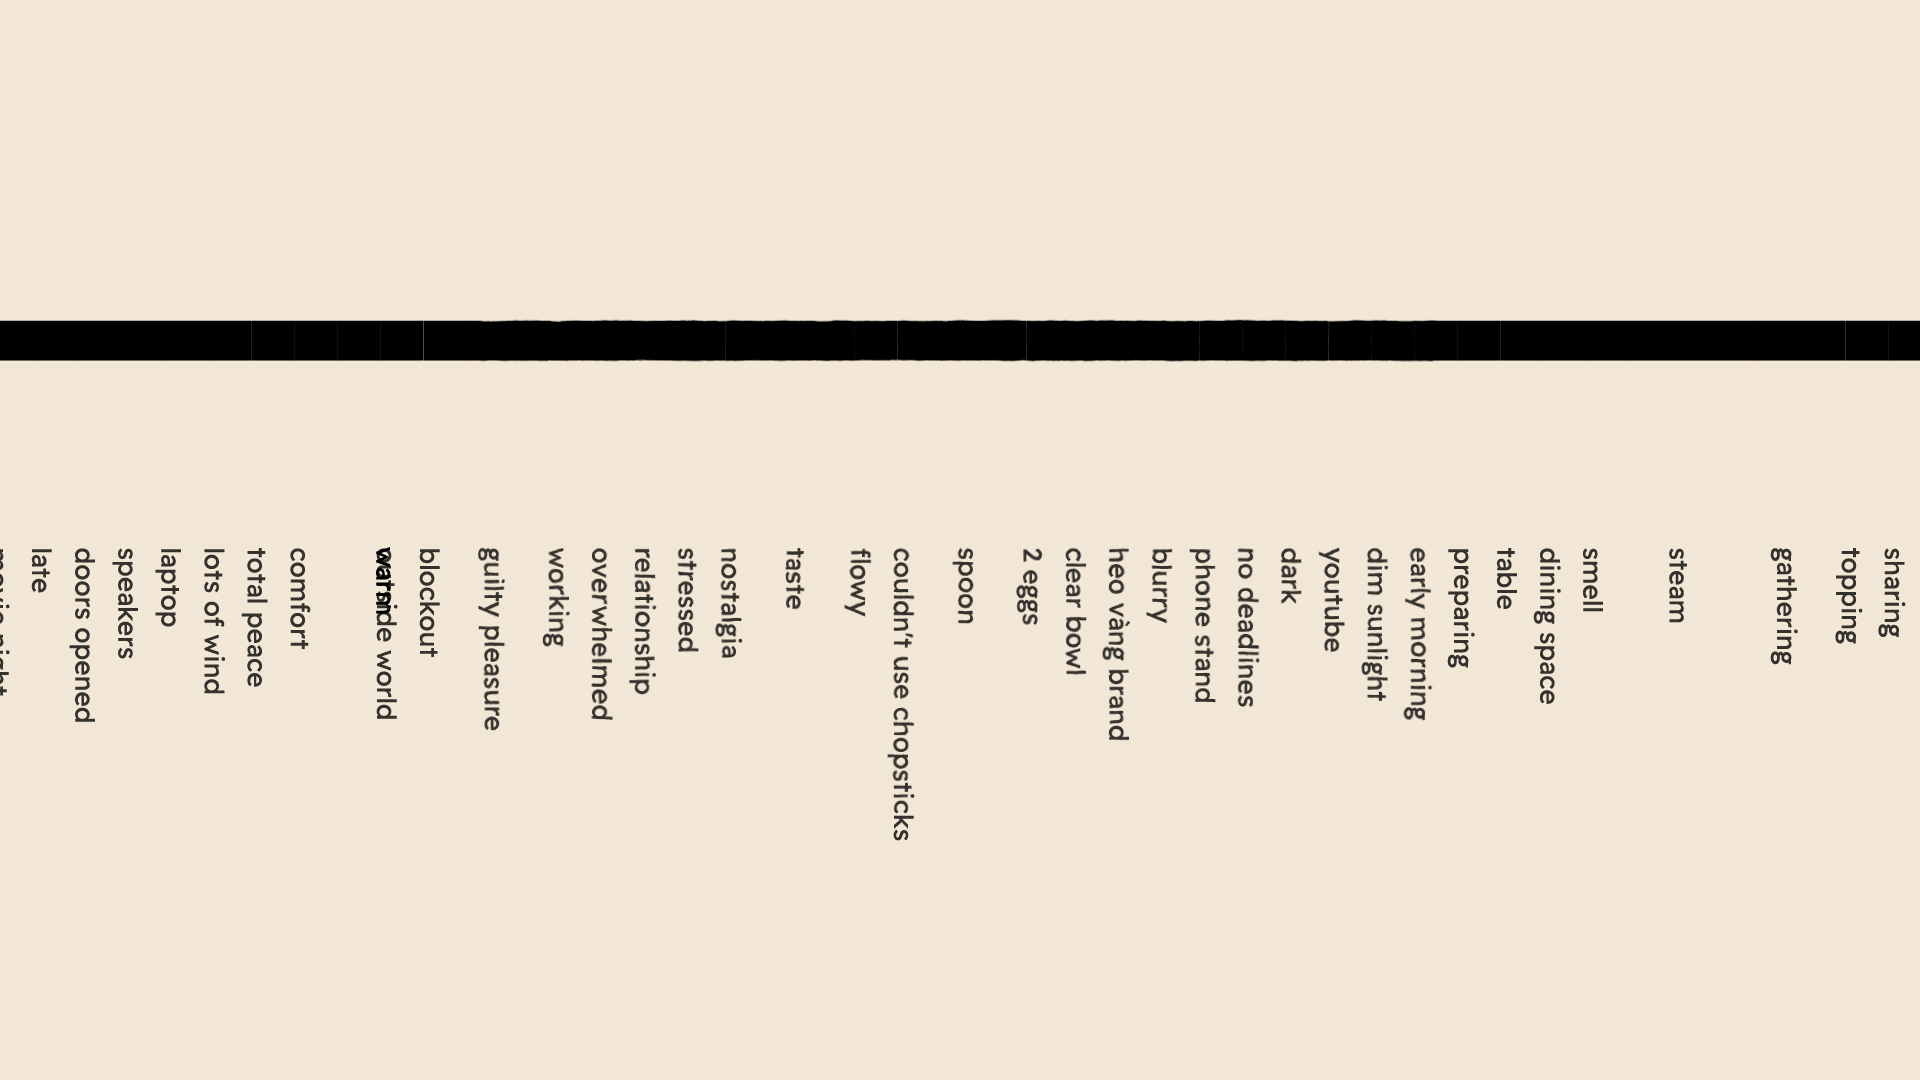 sharing
topping
gathering
steam
smell
dining space
table
preparing
early morning
dim sunlight
youtube
dark
no deadlines
phone stand
blurry
heo vàng brand
clear bowl
2 eggs
spoon
couldn't use chopsticks
flowy
taste
nostalgia
stressed
relationship
overwhelmed
working
guilty pleasure
blockout
world
comfort
total peace
lots of wind
laptop
speakers
doors opened
late